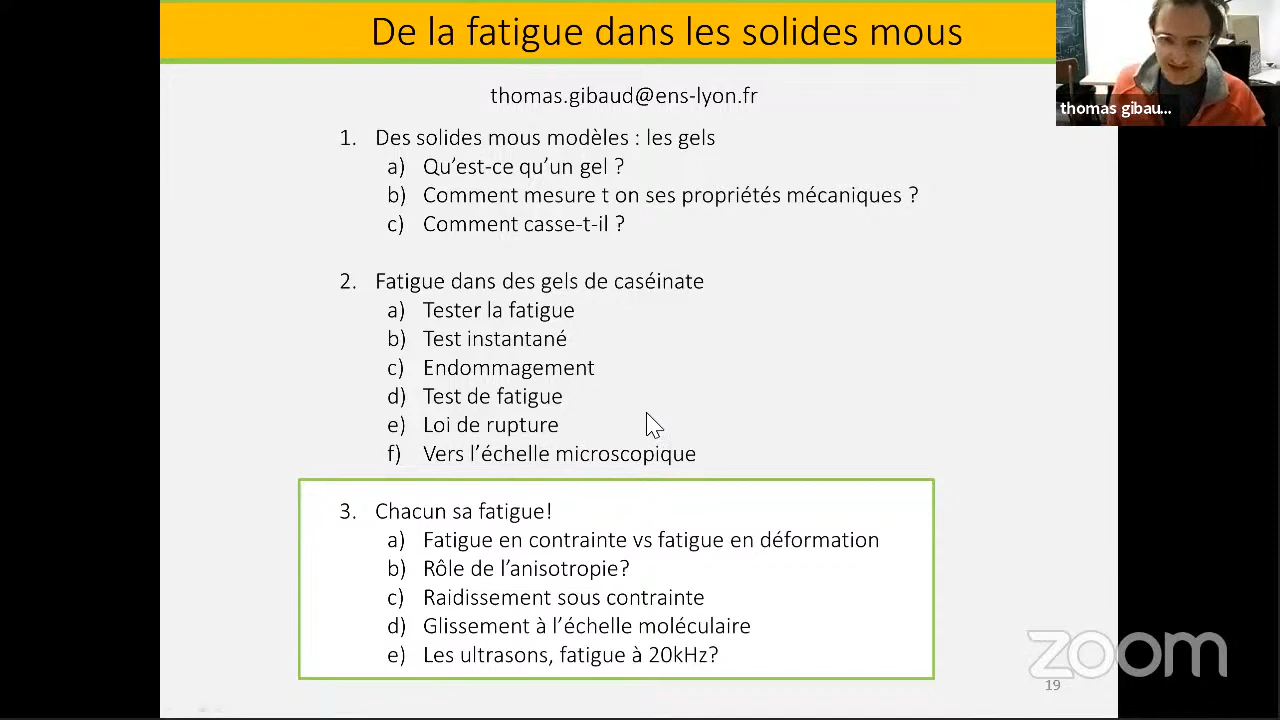 De la fatigue dans les solides mous
thomas gibau...
thomas.gibaud@ens-lyon.fr
1. Des solides mous modèles : les gels
a) Qu'est-ce qu'un gel ?
b) Comment mesure t on ses propriétés mécaniques ?
c) Comment casse-t-il ?
2. Fatigue dans des gels de caséinate
a) Tester la fatigue
b) Test instantané
c) Endommagement
d) Test de fatigue
e) Loi de rupture
f) Vers l'échelle microscopique
3. Chacun sa fatigue!
a) Fatigue en contrainte vs fatigue en déformation
b) Rôle de l'anisotropie?
c) Raidissement sous contrainte
d) Glissement à l'échelle moléculaire
e) Les ultrasons, fatigue à 20kHz?
zoom
19